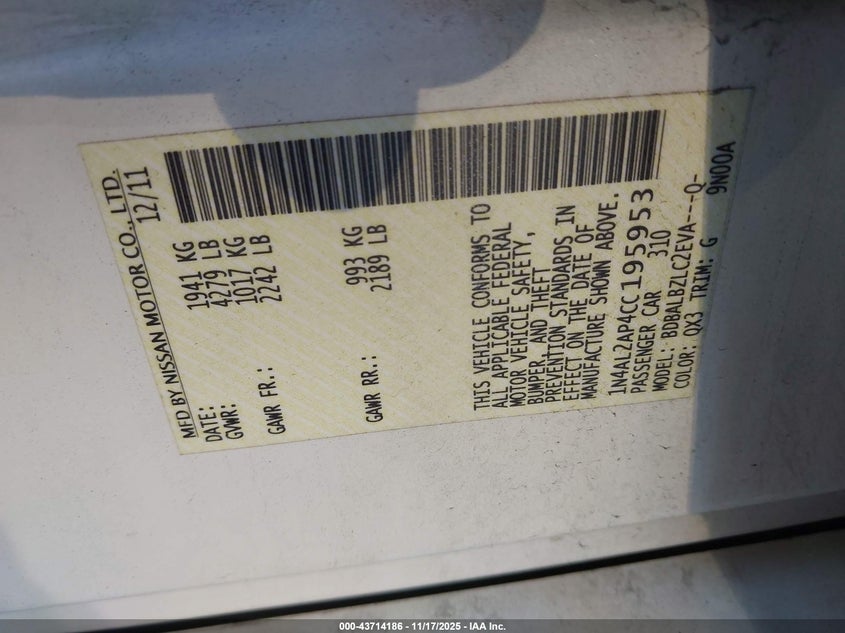 MFD BY NISSAN MOTOR CO., LTD.
DATE: 12/11
GVWR: 1941 KG
4279 LB
GAWR FR.: 1017 KG
2242 LB
GAWR RR.: 993 KG
2189 LB
THIS VEHICLE CONFORMS TO
ALL APPLICABLE FEDERAL
MOTOR VEHICLE SAFETY,
BUMPER, AND THEFT
PREVENTION STANDARDS IN
EFFECT ON THE DATE OF
MANUFACTURE SHOWN ABOVE.
1N4AL2AP4CC195953
PASSENGER CAR 310
MODEL: BDBALBZLC2EVA----Q-
COLOR: QX3 TRIM: G 9N00A
000-43714186 - 11/17/2025 - IAA Inc.